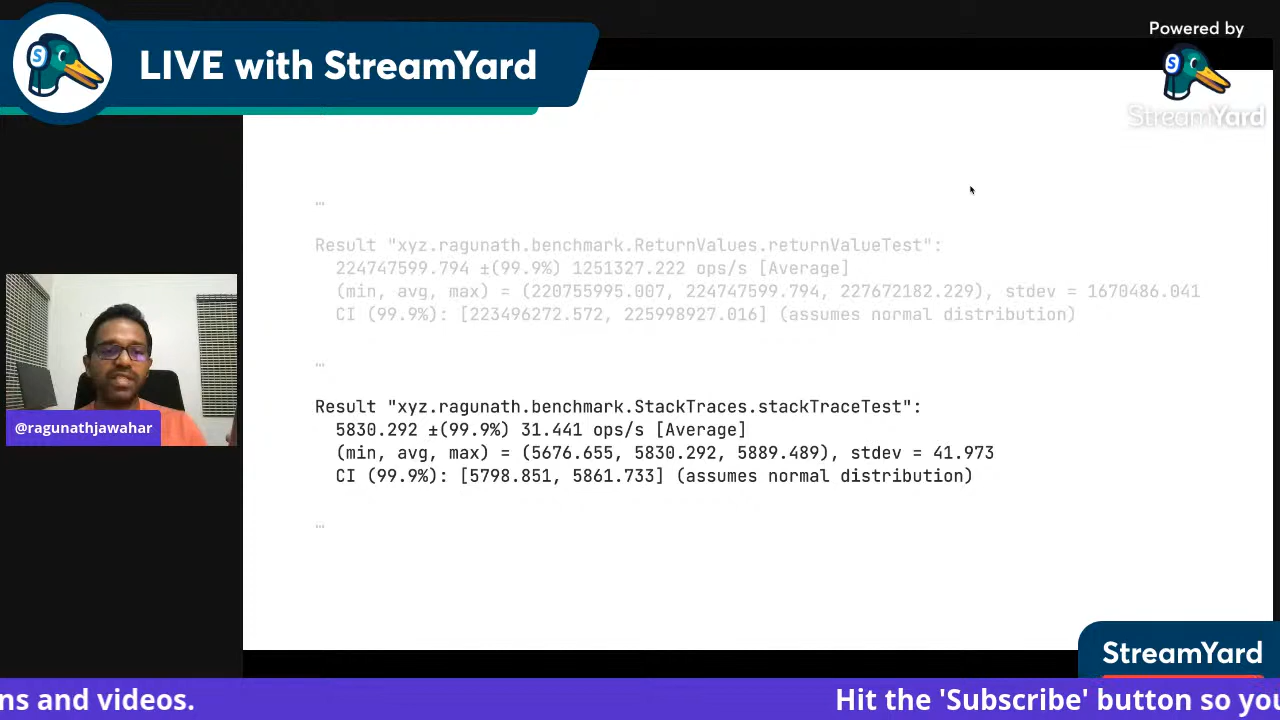 Powered by
S
LIVE with StreamYard
S
StreamYard
…
Result "xyz.ragunath.benchmark.ReturnValues.returnValueTest":
224747599.794 ±(99.9%) 1251327.222 ops/s [Average]
(min, avg, max) = (220755995.007, 224747599.794, 227672182.229), stdev = 1670486.041
CI (99.9%): [223496272.572, 225998927.016] (assumes normal distribution)
…
Result "xyz.ragunath.benchmark.StackTraces.stackTraceTest":
5830.292 ±(99.9%) 31.441 ops/s [Average]
(min, avg, max) = (5676.655, 5830.292, 5889.489), stdev = 41.973
CI (99.9%): [5798.851, 5861.733] (assumes normal distribution)
…
@ragunathjawahar
StreamYard
ns and videos. Hit the 'Subscribe' button so you